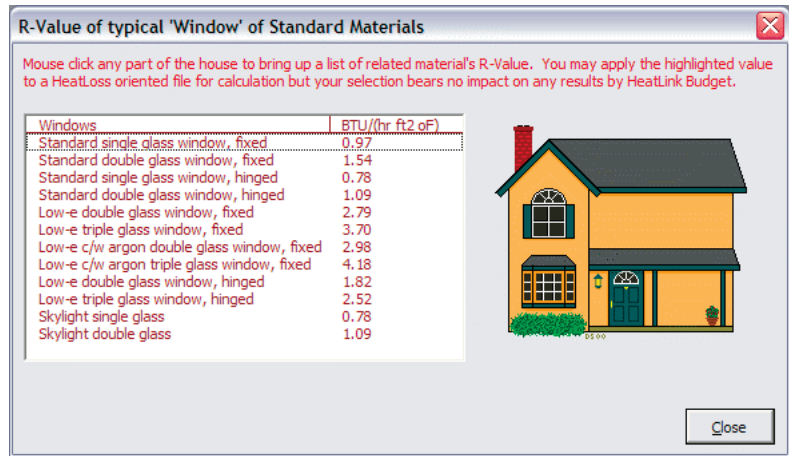 R-Value of typical 'Window' of Standard Materials
Mouse click any part of the house to bring up a list of related material's R-Value. You may apply the highlighted value
to a HeatLoss oriented file for calculation but your selection bears no impact on any results by HeatLink Budget.
Windows BTU/(hr ft2 oF)
Standard single glass window, fixed 0.97
Standard double glass window, fixed 1.54
Standard single glass window, hinged 0.78
Standard double glass window, hinged 1.09
Low-e double glass window, fixed 2.79
Low-e triple glass window, fixed 3.70
Low-e c/w argon double glass window, fixed 2.98
Low-e c/w argon triple glass window, fixed 4.18
Low-e double glass window, hinged 1.82
Low-e triple glass window, hinged 2.52
Skylight single glass 0.78
Skylight double glass 1.09
Close